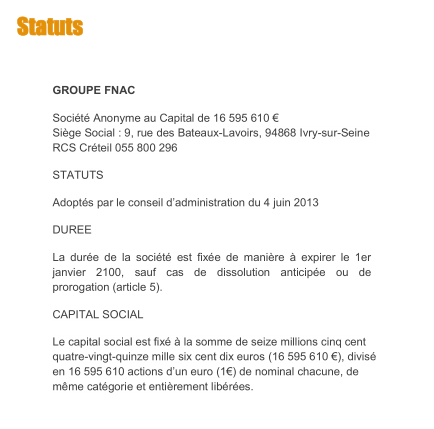 Statuts
GROUPE FNAC
Société Anonyme au Capital de 16 595 610 €
Siège Social : 9, rue des Bateaux-Lavoirs, 94868 Ivry-sur-Seine
RCS Créteil 055 800 296
STATUTS
Adoptés par le conseil d'administration du 4 juin 2013
DUREE
La durée de la société est fixée de manière à expirer le 1er
janvier 2100, sauf cas de dissolution anticipée ou de
prorogation (article 5).
CAPITAL SOCIAL
Le capital social est fixé à la somme de seize millions cinq cent
quatre-vingt-quinze mille six cent dix euros (16 595 610 €), divisé
en 16 595 610 actions d'un euro (1€) de nominal chacune, de
même catégorie et entièrement libérées.